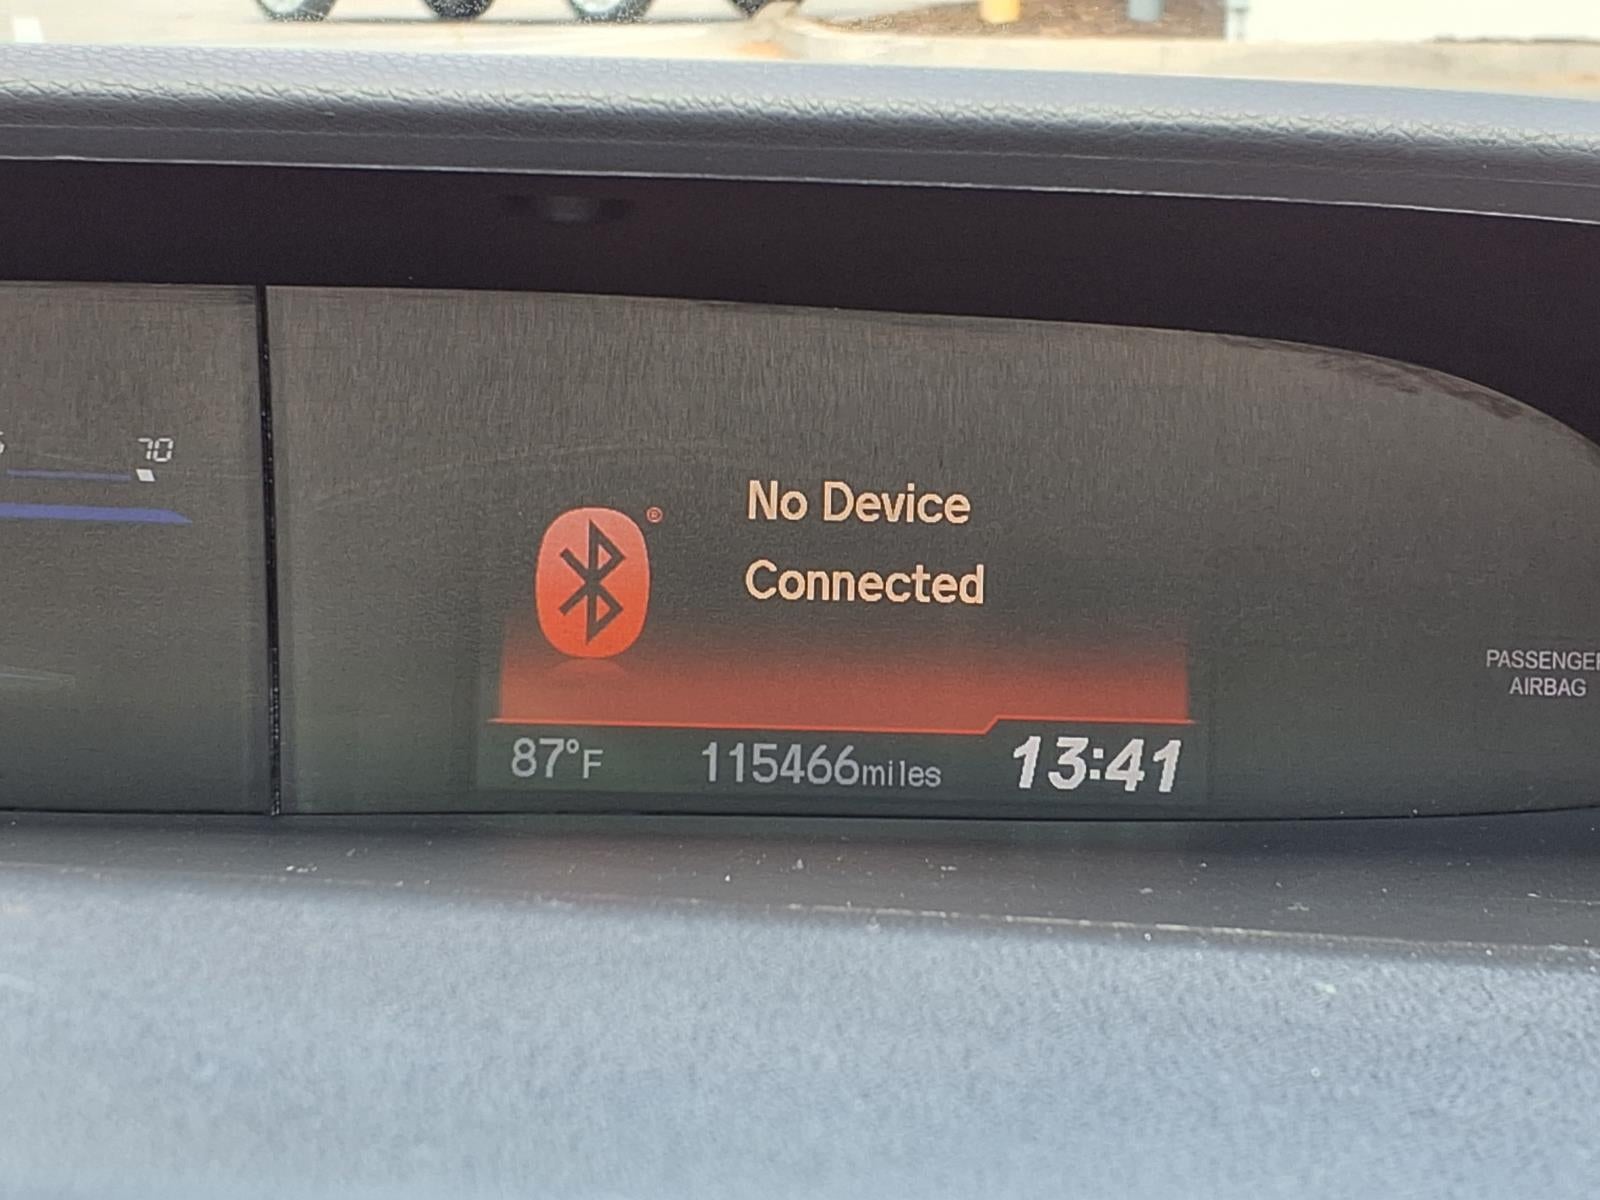 70
®
No Device
Connected
87°F 115466miles 13:41
PASSENGER
AIRBAG